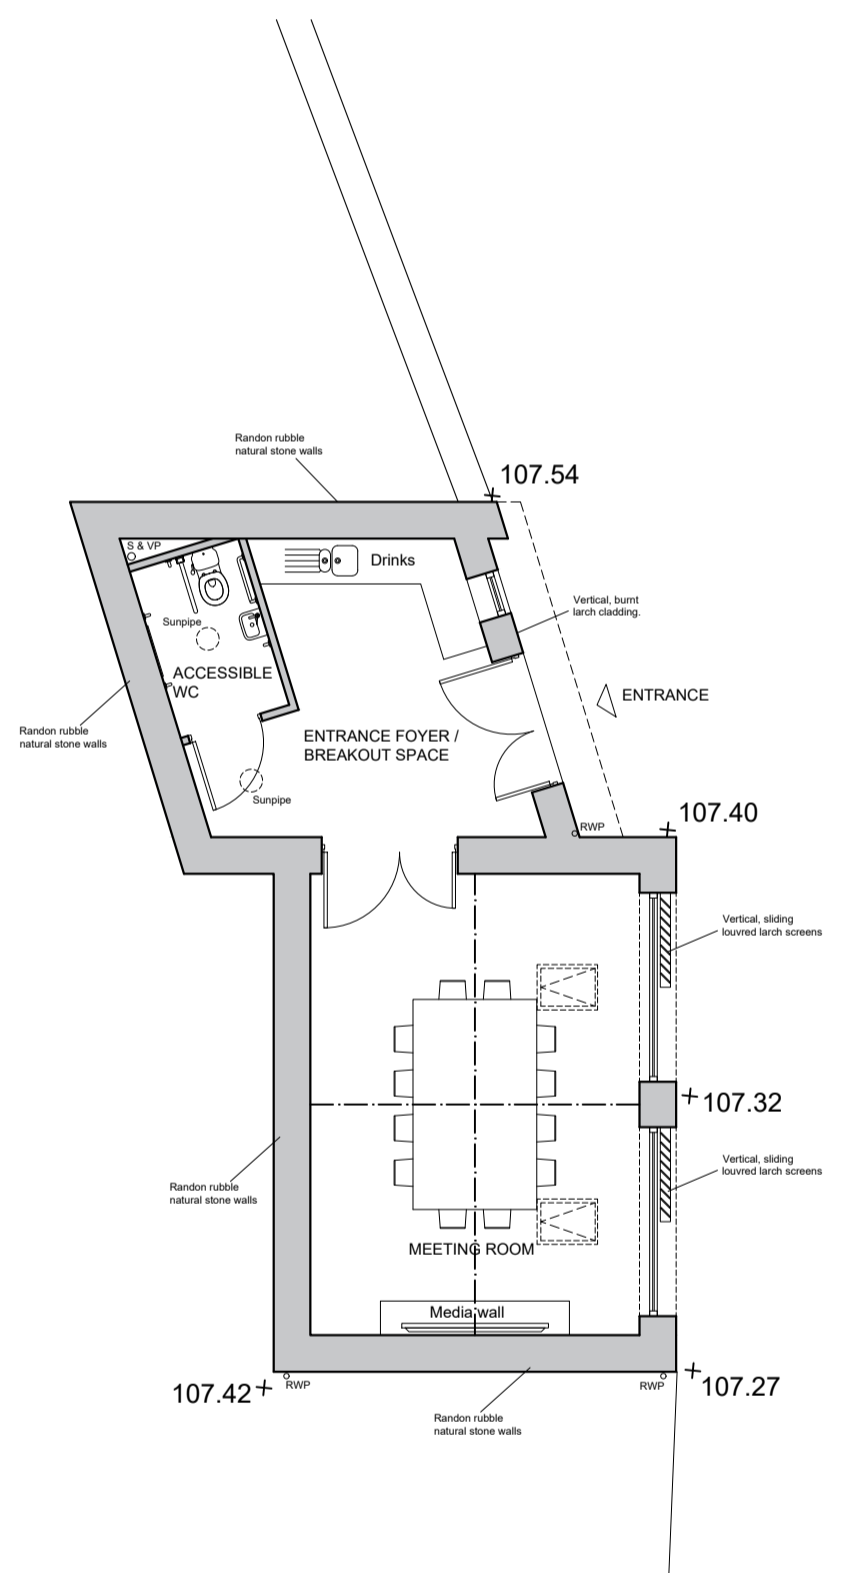 Randon rubble
natural stone walls
107.54
S & VP
Drinks
Vertical, burnt
larch cladding.
Sunpipe
ACCESSIBLE
WC
ENTRANCE
Randon rubble
natural stone walls
ENTRANCE FOYER /
BREAKOUT SPACE
Sunpipe
107.40
RWP
Vertical, sliding
louvred larch screens
107.32
Vertical, sliding
louvred larch screens
Randon rubble
natural stone walls
MEETING ROOM
Media wall
107.42
RWP
RWP
107.27
Randon rubble
natural stone walls